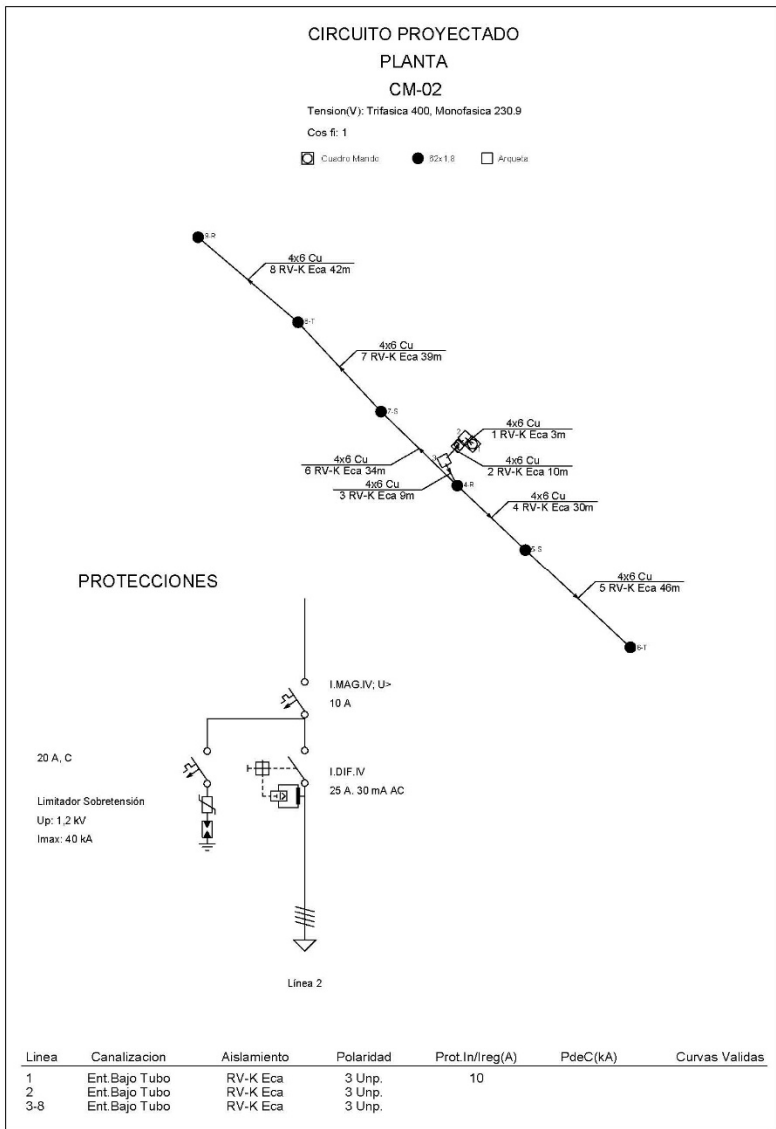 CIRCUITO PROYECTADO
PLANTA
CM-02
Tension(V): Trifasica 400, Monofasica 230.9
Cos fi: 1
Cuadro Mando
62x1,8
Arqueta
9-R
4x6 Cu
8 RV-K Eca 42m
8-T
4x6 Cu
7 RV-K Eca 39m
7-S
4x6 Cu
1 RV-K Eca 3m
2
1
4x6 Cu
6 RV-K Eca 34m
3
4x6 Cu
2 RV-K Eca 10m
4x6 Cu
3 RV-K Eca 9m
4-R
4x6 Cu
4 RV-K Eca 30m
5-S
4x6 Cu
5 RV-K Eca 46m
6-T
PROTECCIONES
I.MAG.IV; U>
10 A
20 A, C
I.DIF.IV
25 A. 30 mA AC
Limitador Sobretensión
Up: 1,2 kV
Imax: 40 kA
Línea 2
Linea Canalizacion Aislamiento Polaridad Prot.In/Ireg(A) PdeC(kA) Curvas Validas
1 Ent.Bajo Tubo RV-K Eca 3 Unp. 10
2 Ent.Bajo Tubo RV-K Eca 3 Unp.
3-8 Ent.Bajo Tubo RV-K Eca 3 Unp.